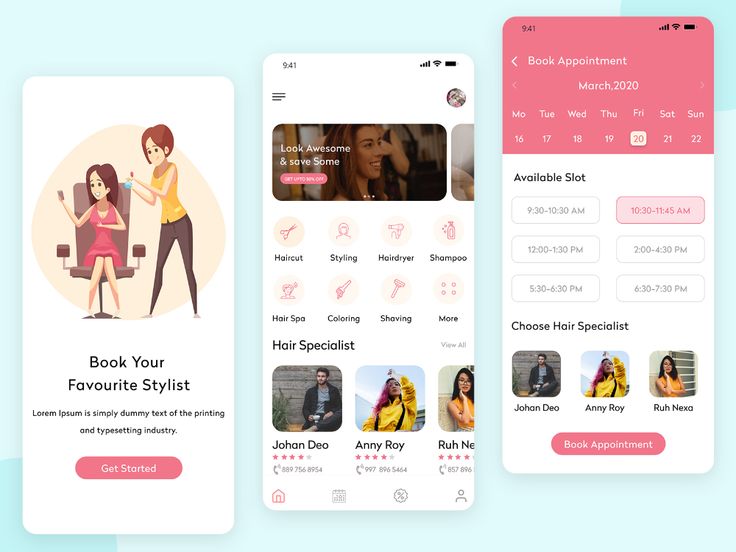 Book Your
Favourite Stylist
Lorem Ipsum is simply dummy text of the printing
and typesetting industry.
Get Started
9:41
Look Awesome
& save Some
GET UPTO 50% OFF
Haircut Styling Hairdryer Shampoo
Hair Spa Coloring Shaving More
Hair Specialist View All
Johan Deo Anny Roy Ruh Nexa
889 756 8954 997 896 5464 857 896
9:41
Book Appointment
March,2020
Mo Tue Wed Thu Fri Sat Sun
16 17 18 19 20 21 22
Available Slot
9:30-10:30 AM 10:30-11:45 AM
12:00-1:30 PM 2:00-4:30 PM
5:30-6:30 PM 6:30-7:30 PM
Choose Hair Specialist
Johan Deo Anny Roy Ruh Nexa
Book Appointment